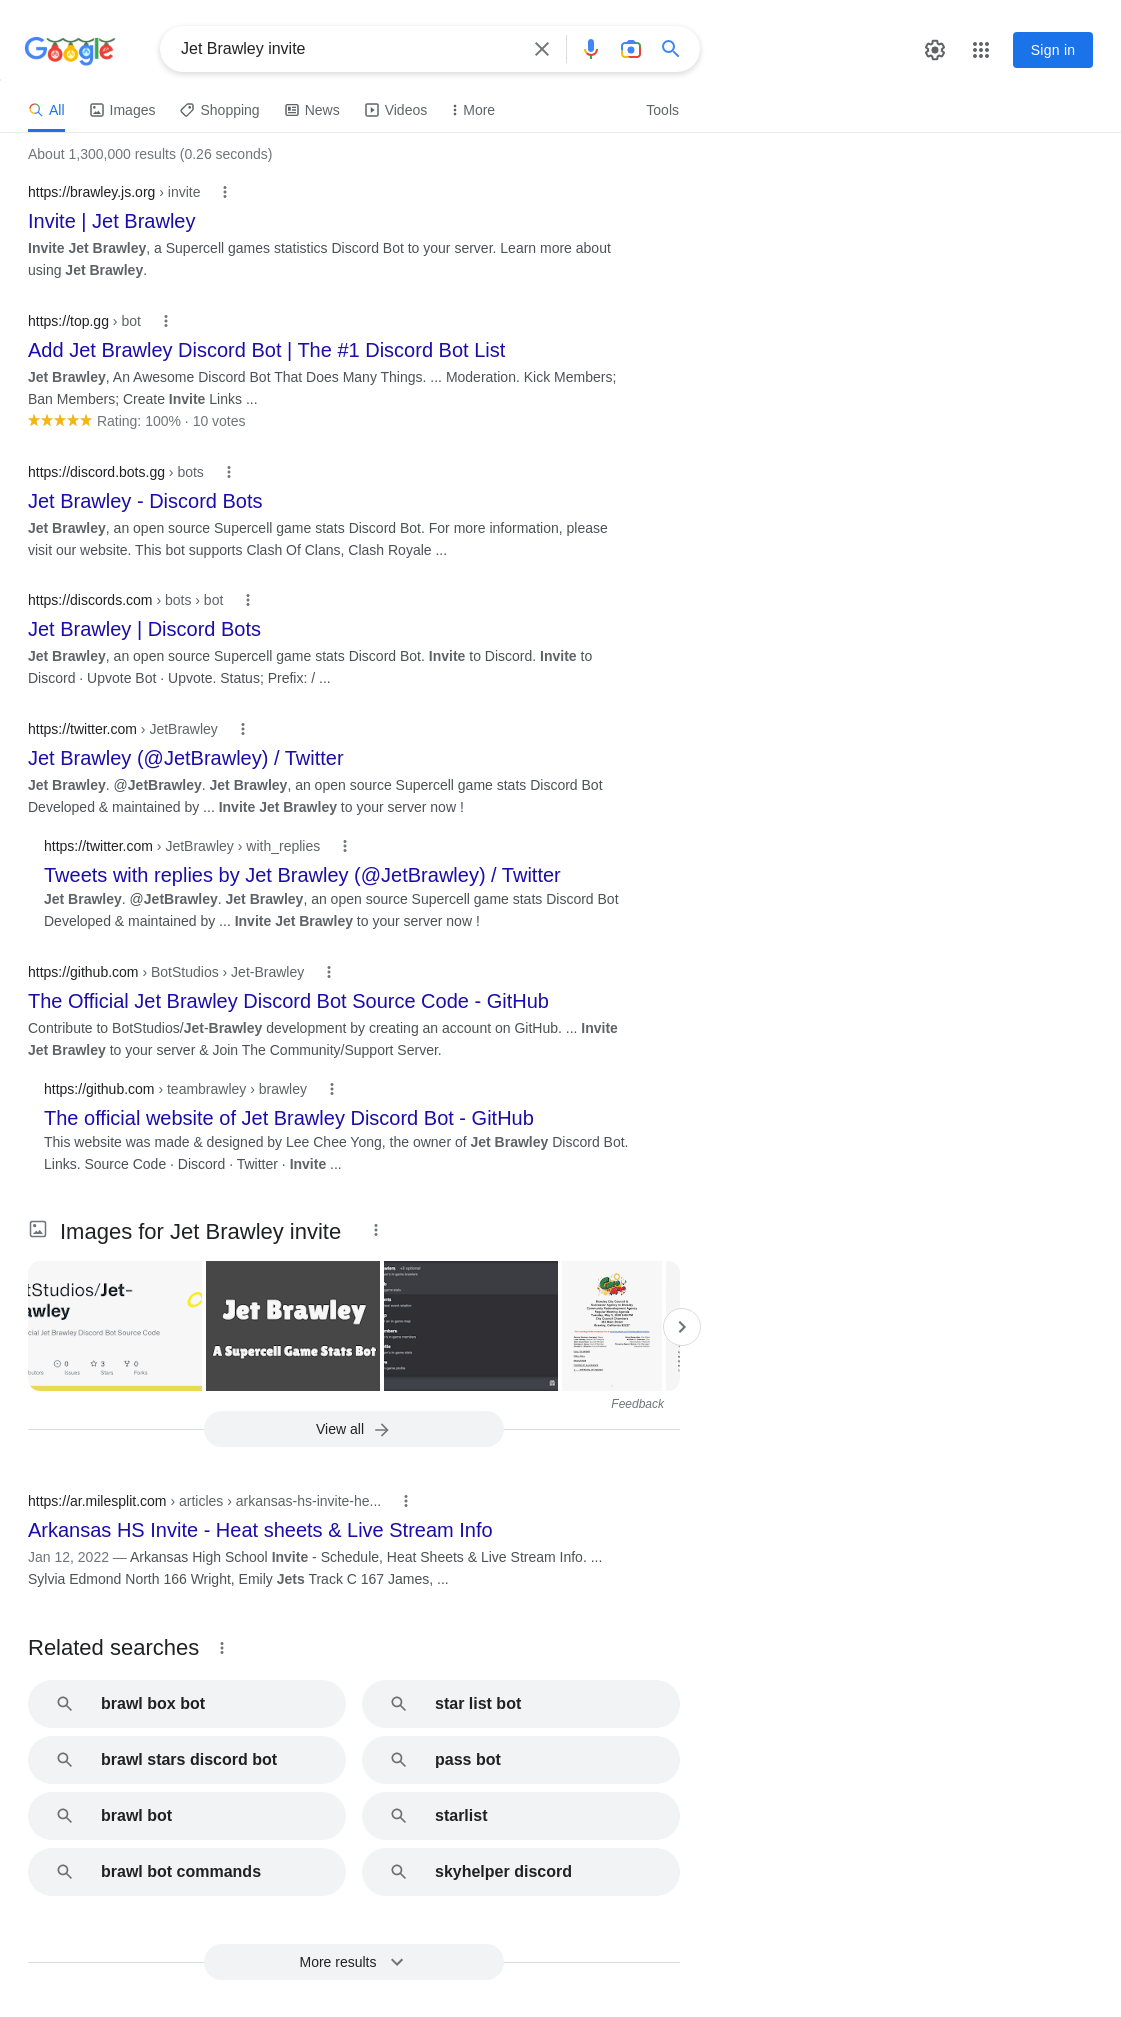 Google
Jet Brawley invite
Sign in
All
Images
Shopping
News
Videos
More
Tools
About 1,300,000 results (0.26 seconds)
https://brawley.js.org › invite
Invite | Jet Brawley
Invite Jet Brawley, a Supercell games statistics Discord Bot to your server. Learn more about
using Jet Brawley.
https://top.gg › bot
Add Jet Brawley Discord Bot | The #1 Discord Bot List
Jet Brawley, An Awesome Discord Bot That Does Many Things. ... Moderation. Kick Members;
Ban Members; Create Invite Links ...
Rating: 100% · 10 votes
https://discord.bots.gg › bots
Jet Brawley - Discord Bots
Jet Brawley, an open source Supercell game stats Discord Bot. For more information, please
visit our website. This bot supports Clash Of Clans, Clash Royale ...
https://discords.com › bots › bot
Jet Brawley | Discord Bots
Jet Brawley, an open source Supercell game stats Discord Bot. Invite to Discord. Invite to
Discord · Upvote Bot · Upvote. Status; Prefix: / ...
https://twitter.com › JetBrawley
Jet Brawley (@JetBrawley) / Twitter
Jet Brawley. @JetBrawley. Jet Brawley, an open source Supercell game stats Discord Bot
Developed & maintained by ... Invite Jet Brawley to your server now !
https://twitter.com › JetBrawley › with_replies
Tweets with replies by Jet Brawley (@JetBrawley) / Twitter
Jet Brawley. @JetBrawley. Jet Brawley, an open source Supercell game stats Discord Bot
Developed & maintained by ... Invite Jet Brawley to your server now !
https://github.com › BotStudios › Jet-Brawley
The Official Jet Brawley Discord Bot Source Code - GitHub
Contribute to BotStudios/Jet-Brawley development by creating an account on GitHub. ... Invite
Jet Brawley to your server & Join The Community/Support Server.
https://github.com › teambrawley › brawley
The official website of Jet Brawley Discord Bot - GitHub
This website was made & designed by Lee Chee Yong, the owner of Jet Brawley Discord Bot.
Links. Source Code · Discord · Twitter · Invite ...
Images for Jet Brawley invite
tStudios/Jet-
awley
cial Jet Brawley Discord Bot Source Code
0
3
0
Issues
Stars
Forks
Jet Brawley
A Supercell Game Stats Bot
Feedback
View all
https://ar.milesplit.com › articles › arkansas-hs-invite-he...
Arkansas HS Invite - Heat sheets & Live Stream Info
Jan 12, 2022 — Arkansas High School Invite - Schedule, Heat Sheets & Live Stream Info. ...
Sylvia Edmond North 166 Wright, Emily Jets Track C 167 James, ...
Related searches
brawl box bot
star list bot
brawl stars discord bot
pass bot
brawl bot
starlist
brawl bot commands
skyhelper discord
More results